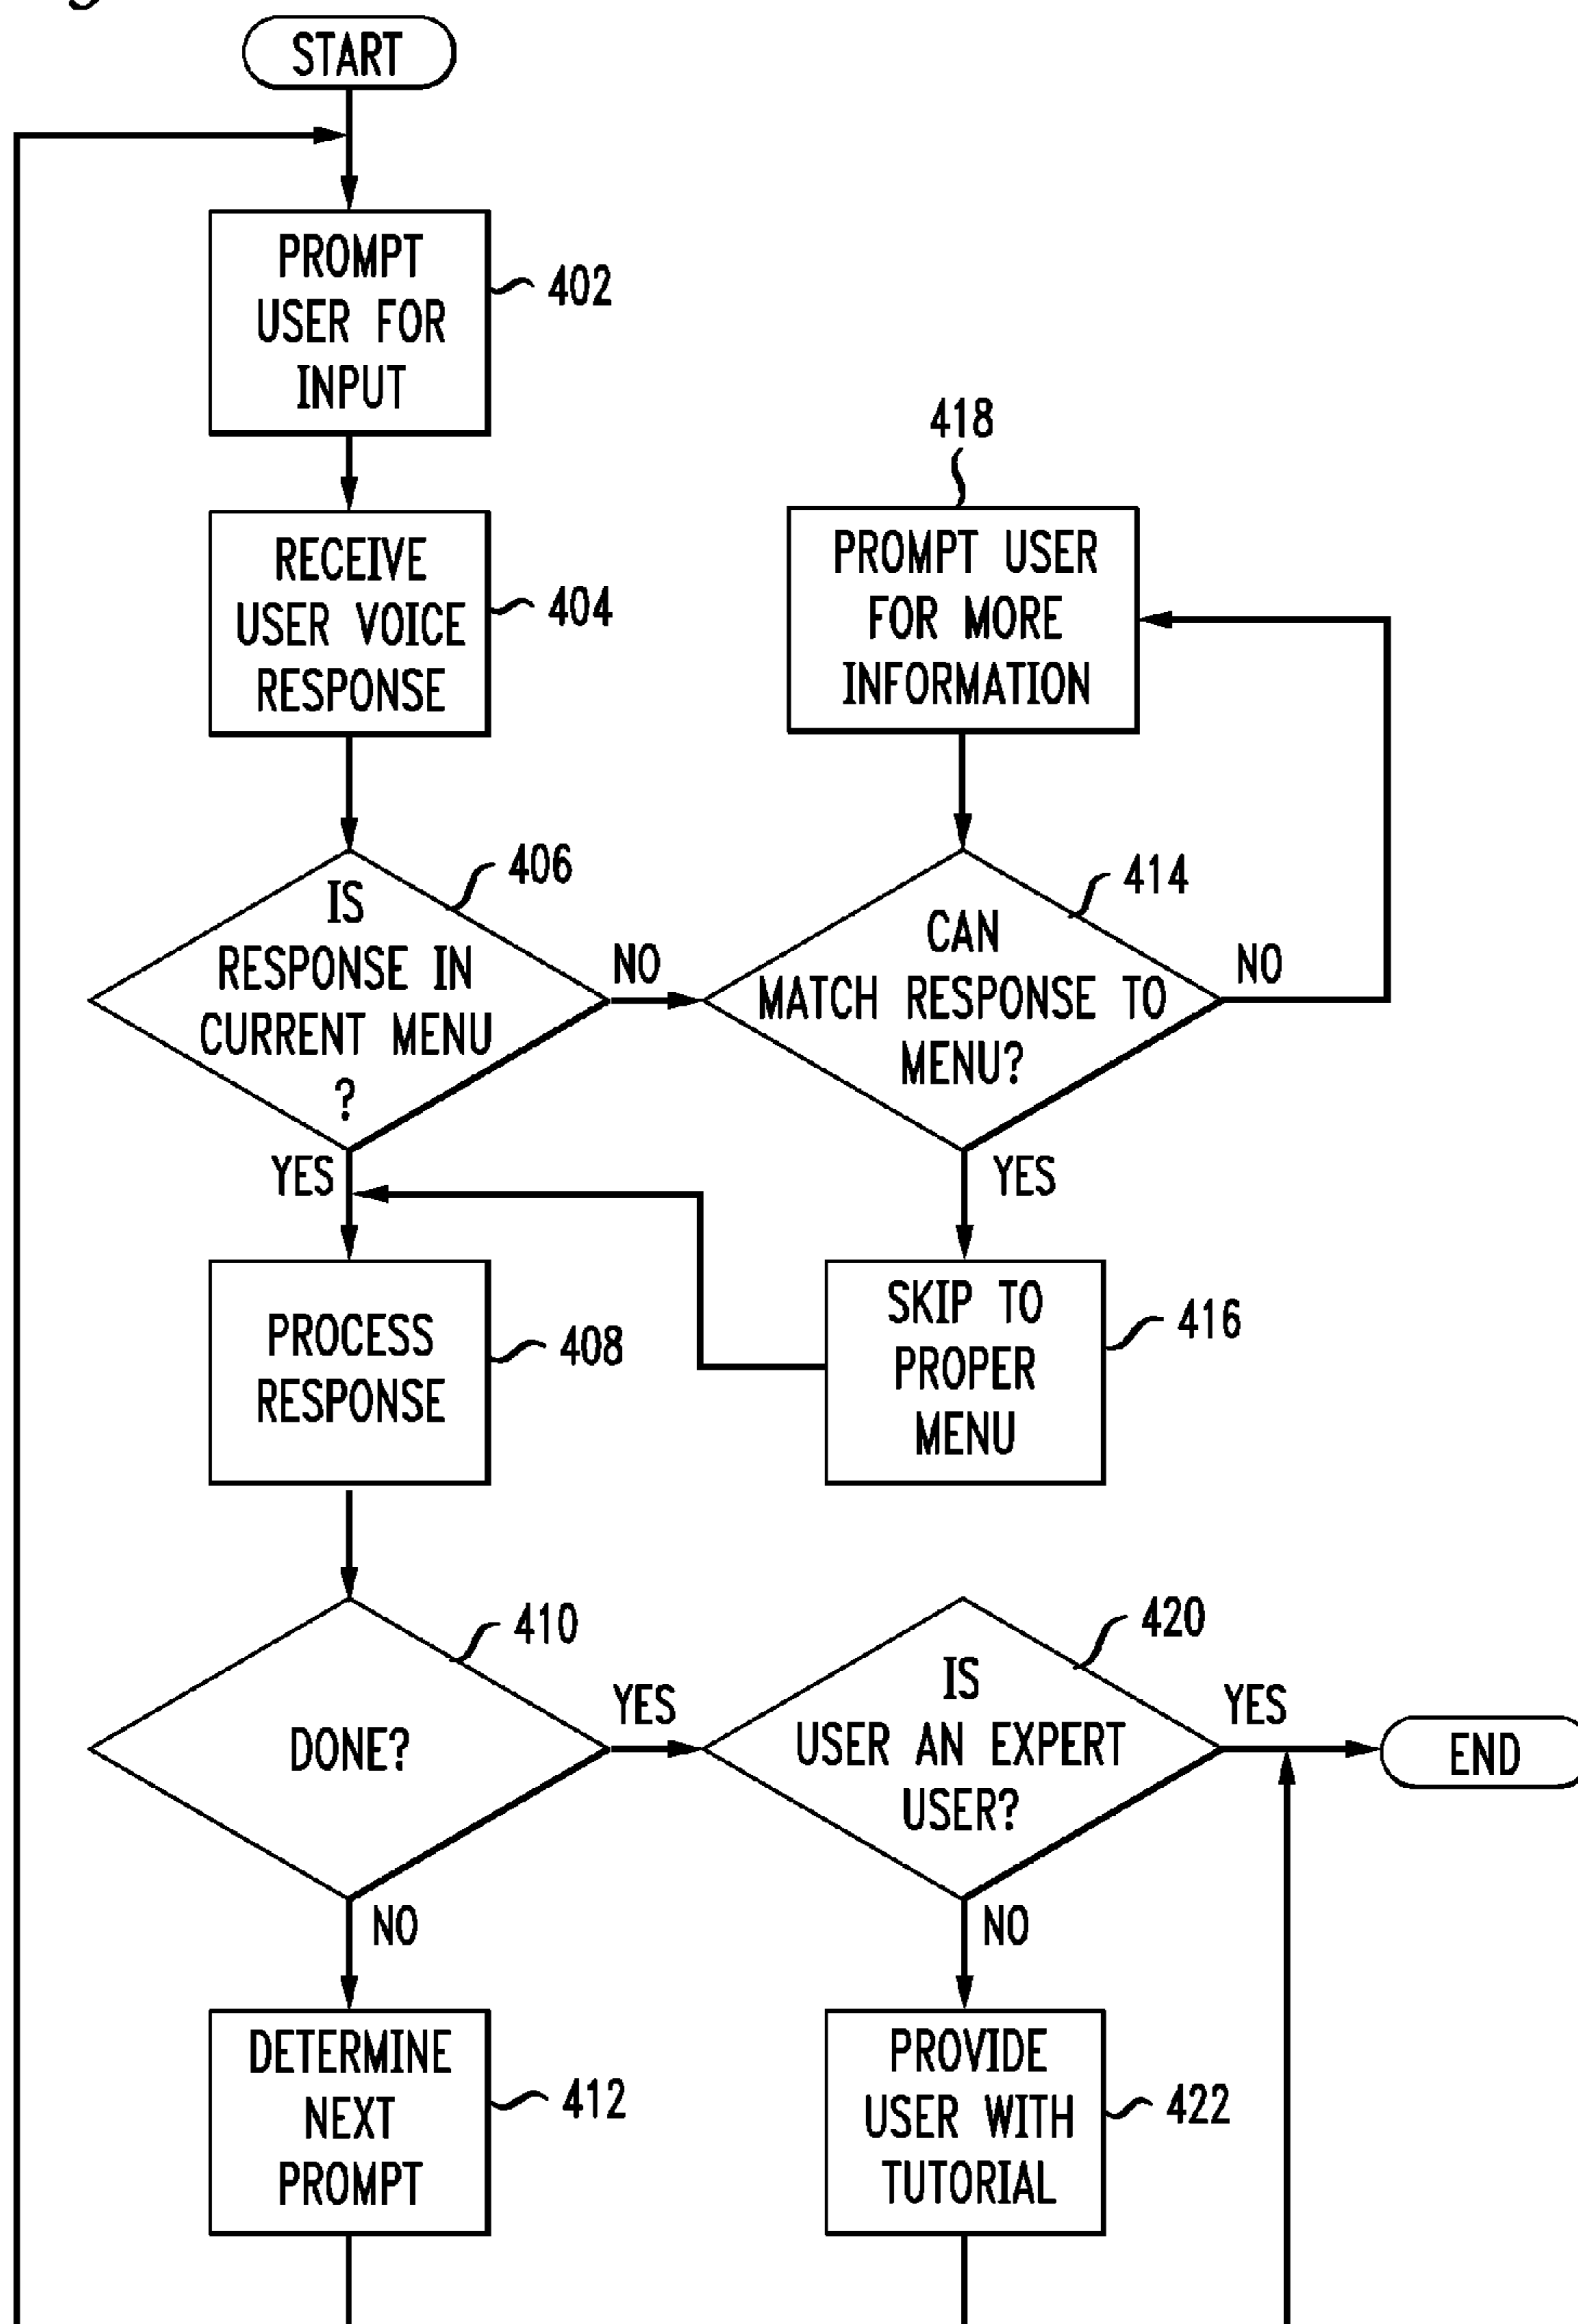 START
PROMPT
USER FOR
INPUT
402
RECEIVE
USER VOICE
RESPONSE
404
418
PROMPT USER
FOR MORE
INFORMATION
IS
RESPONSE IN
CURRENT MENU
?
406
NO
YES
CAN
MATCH RESPONSE TO
MENU?
414
NO
YES
PROCESS
RESPONSE
408
SKIP TO
PROPER
MENU
416
DONE?
410
YES
NO
IS
USER AN EXPERT
USER?
420
YES
NO
END
DETERMINE
NEXT
PROMPT
412
PROVIDE
USER WITH
TUTORIAL
422